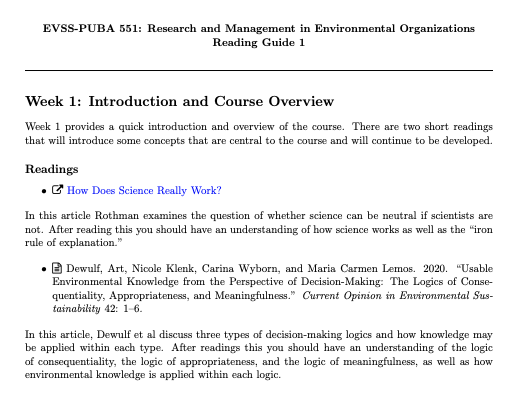 EVSS-PUBA 551: Research and Management in Environmental Organizations
Reading Guide 1
Week 1: Introduction and Course Overview
Week 1 provides a quick introduction and overview of the course. There are two short readings
that will introduce some concepts that are central to the course and will continue to be developed.
Readings
• How Does Science Really Work?
In this article Rothman examines the question of whether science can be neutral if scientists are
not. After reading this you should have an understanding of how science works as well as the “iron
rule of explanation.”
• Dewulf, Art, Nicole Klenk, Carina Wyborn, and Maria Carmen Lemos. 2020. “Usable
Environmental Knowledge from the Perspective of Decision-Making: The Logics of Conse-
quentiality, Appropriateness, and Meaningfulness.” Current Opinion in Environmental Sus-
tainability 42: 1–6.
In this article, Dewulf et al discuss three types of decision-making logics and how knowledge may
be applied within each type. After readings this you should have an understanding of the logic
of consequentiality, the logic of appropriateness, and the logic of meaningfulness, as well as how
environmental knowledge is applied within each logic.